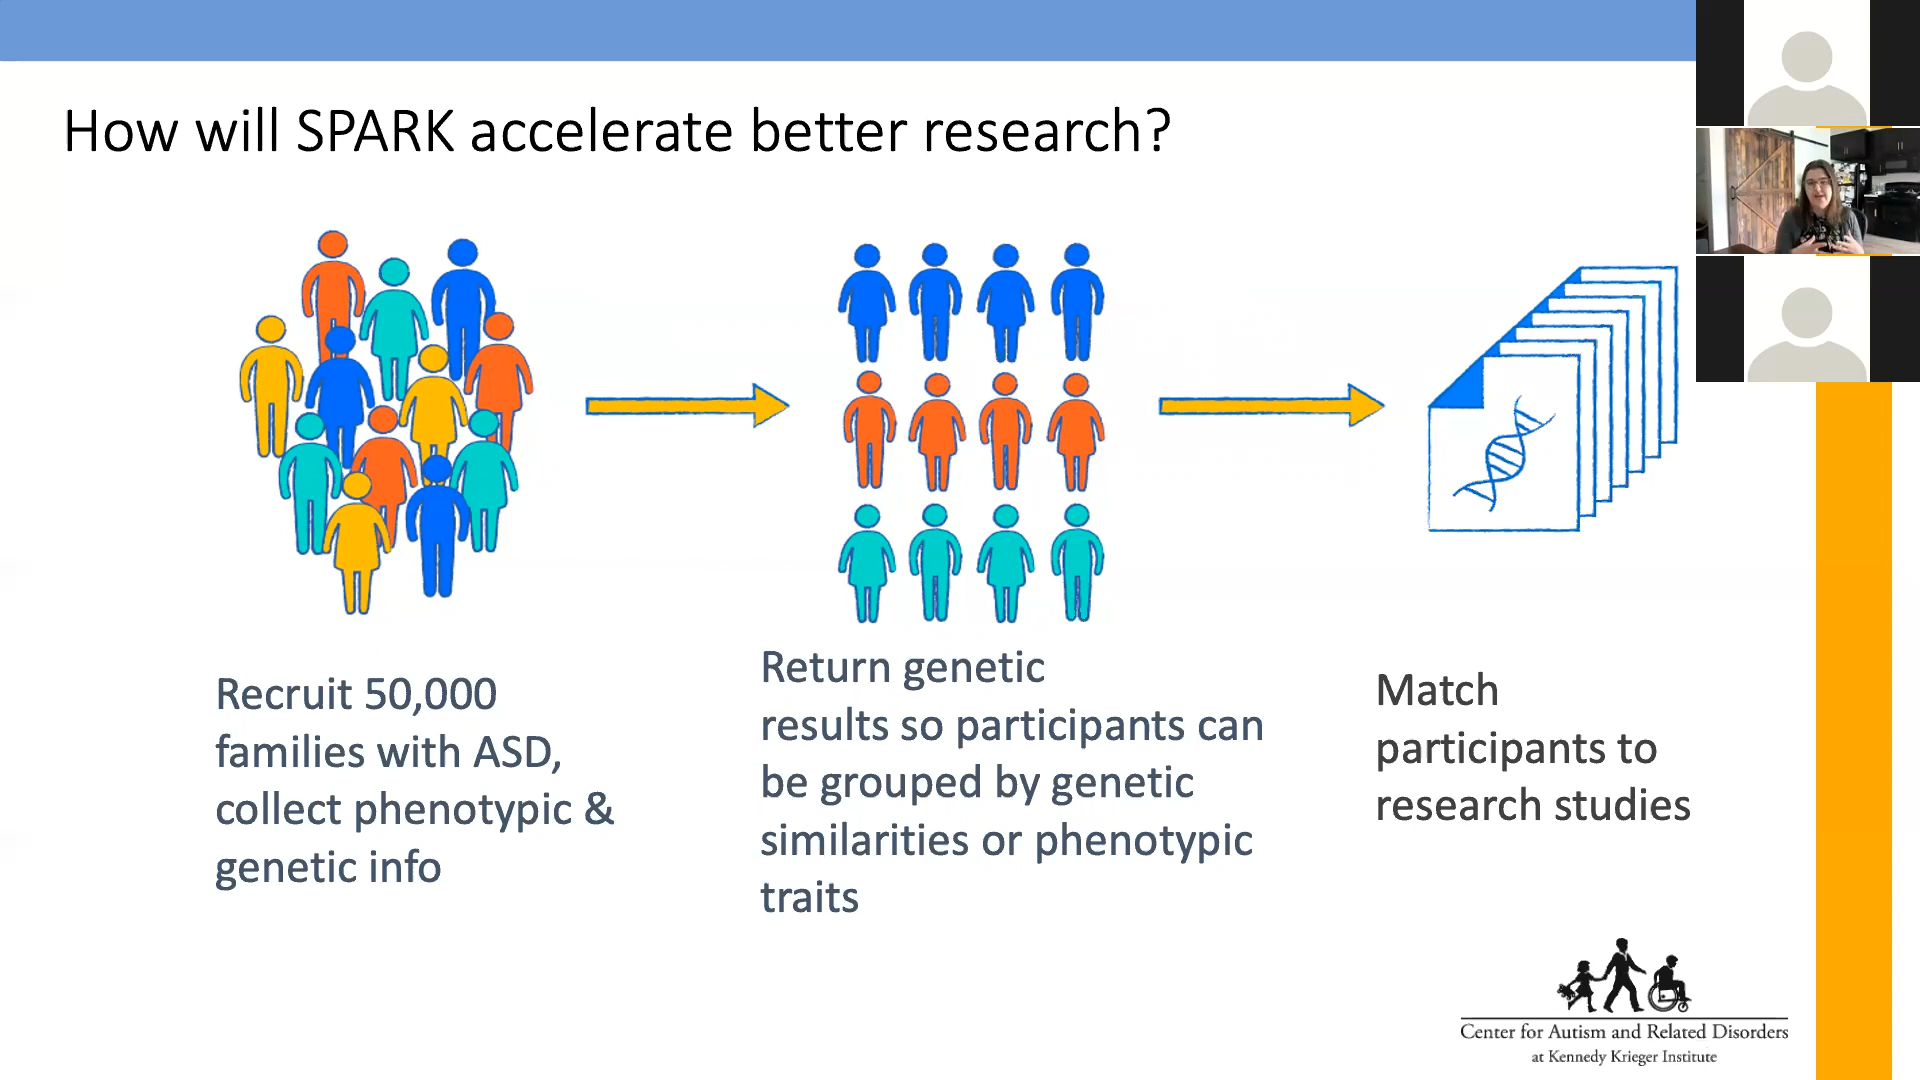 How will SPARK accelerate better research?
Recruit 50,000
families with ASD,
collect phenotypic &
genetic info
Return genetic
results so participants can
be grouped by genetic
similarities or phenotypic
traits
Match
participants to
research studies
Center for Autism and Related Disorders
at Kennedy Krieger Institute